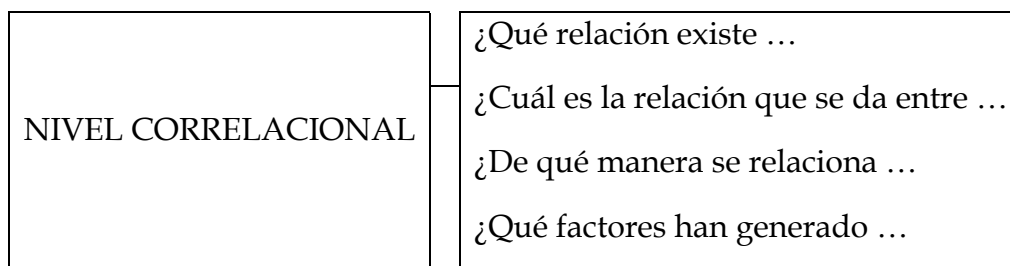 NIVEL CORRELACIONAL
¿Qué relación existe …
¿Cuál es la relación que se da entre …
¿De qué manera se relaciona …
¿Qué factores han generado …